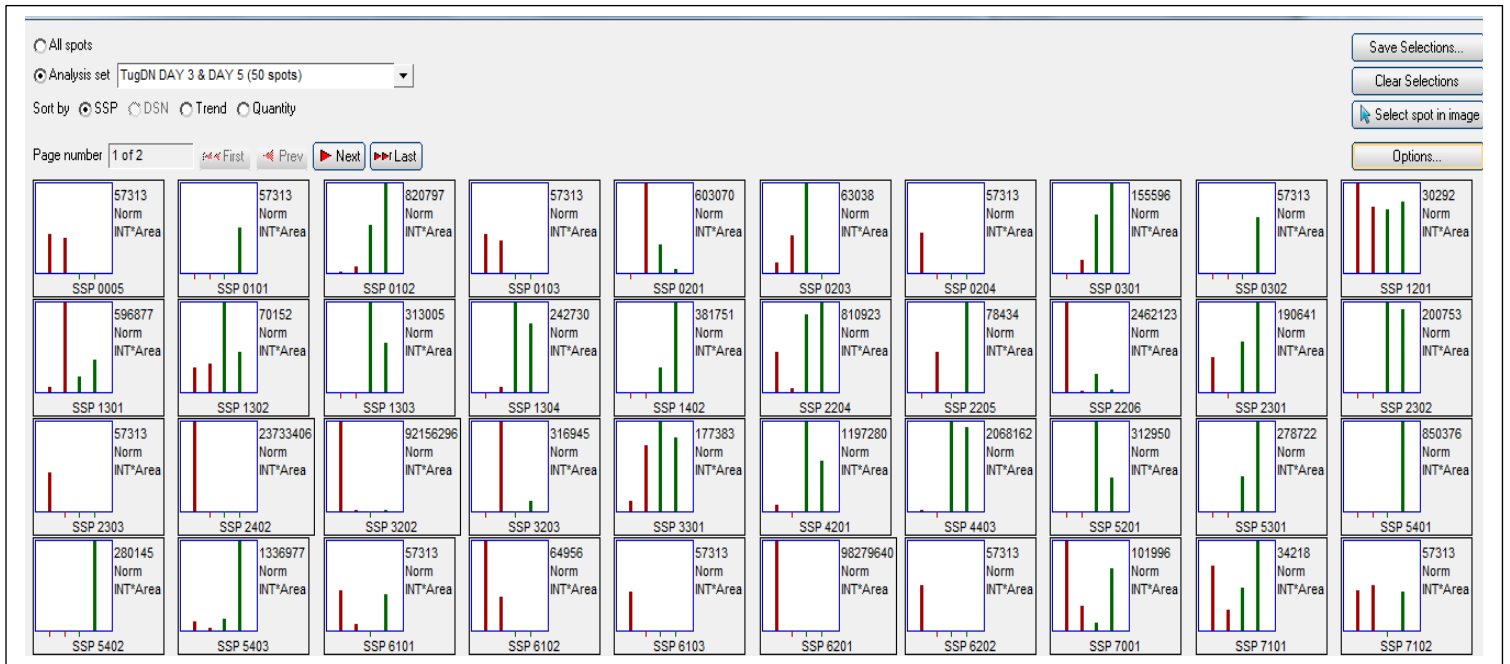 All spots
Save Selections...
Analysis set TugDN DAY 3 & DAY 5 (50 spots)
Clear Selections
Sort by SSP DSN Trend Quantity
Select spot in image
Page number 1 of 2 First Prev Next Last
Options...
57313 57313 820797 57313 603070 63038 57313 155596 57313 30292
Norm Norm Norm Norm Norm Norm Norm Norm Norm Norm
INT*Area INT*Area INT*Area INT*Area INT*Area INT*Area INT*Area INT*Area INT*Area INT*Area
SSP 0005 SSP 0101 SSP 0102 SSP 0103 SSP 0201 SSP 0203 SSP 0204 SSP 0301 SSP 0302 SSP 1201
596877 70152 313005 242730 381751 810923 78434 2462123 190641 200753
Norm Norm Norm Norm Norm Norm Norm Norm Norm Norm
INT*Area INT*Area INT*Area INT*Area INT*Area INT*Area INT*Area INT*Area INT*Area INT*Area
SSP 1301 SSP 1302 SSP 1303 SSP 1304 SSP 1402 SSP 2204 SSP 2205 SSP 2206 SSP 2301 SSP 2302
57313 23733406 92156296 316945 177383 1197280 2068162 312950 278722 850376
Norm Norm Norm Norm Norm Norm Norm Norm Norm Norm
INT*Area INT*Area INT*Area INT*Area INT*Area INT*Area INT*Area INT*Area INT*Area INT*Area
SSP 2303 SSP 2402 SSP 3202 SSP 3203 SSP 3301 SSP 4201 SSP 4403 SSP 5201 SSP 5301 SSP 5401
280145 1336977 57313 64956 57313 98279640 57313 101996 34218 57313
Norm Norm Norm Norm Norm Norm Norm Norm Norm Norm
INT*Area INT*Area INT*Area INT*Area INT*Area INT*Area INT*Area INT*Area INT*Area INT*Area
SSP 5402 SSP 5403 SSP 6101 SSP 6102 SSP 6103 SSP 6201 SSP 6202 SSP 7001 SSP 7101 SSP 7102